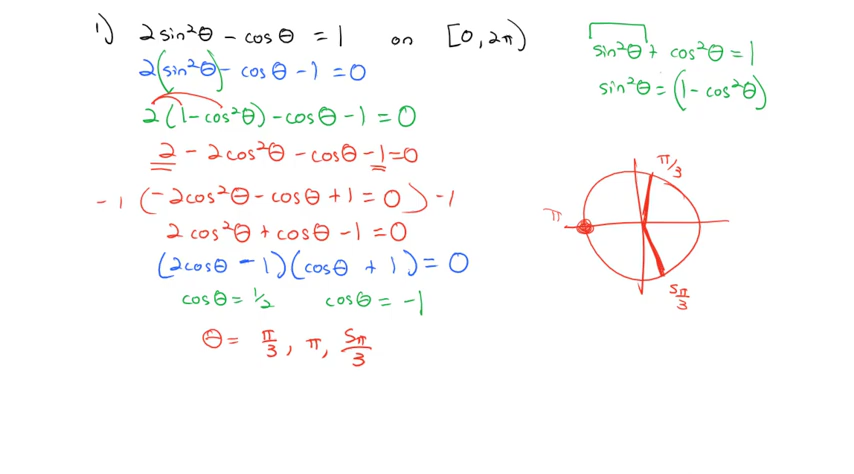 1) 2sin²θ - cosθ = 1 on [0, 2π)
2(sin²θ) - cosθ - 1 = 0
2(1 - cos²θ) - cosθ - 1 = 0
2 - 2cos²θ - cosθ - 1 = 0
-1(-2cos²θ - cosθ + 1 = 0) -1
2cos²θ + cosθ - 1 = 0
(2cosθ - 1)(cosθ + 1) = 0
cosθ = 1/2 cosθ = -1
θ = π/3, π, 5π/3
sin²θ + cos²θ = 1
sin²θ = (1 - cos²θ)
π/3
π
5π/3